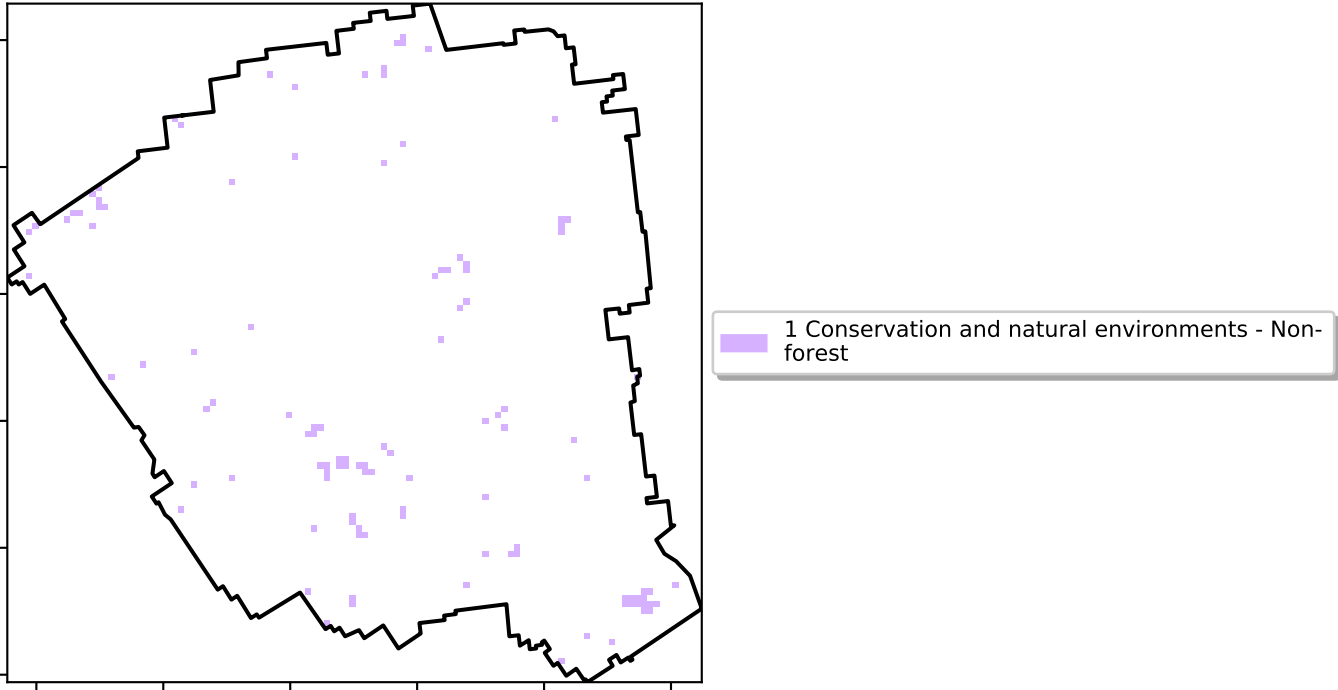 1 Conservation and natural environments - Non-
forest